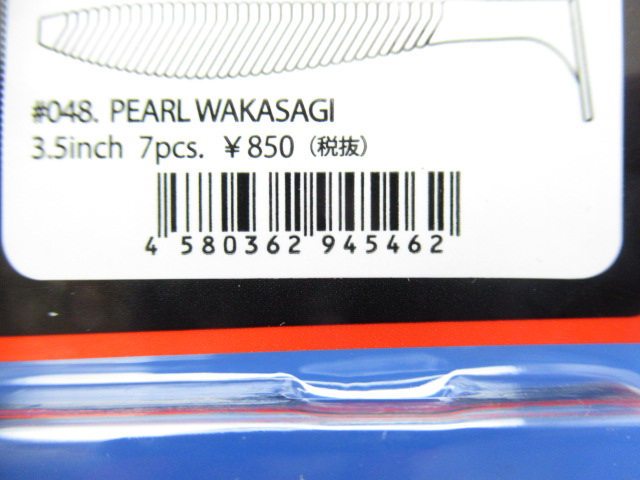 #048. PEARL WAKASAGI
3.5inch 7pcs. ￥850（税抜）
4 580362 945462